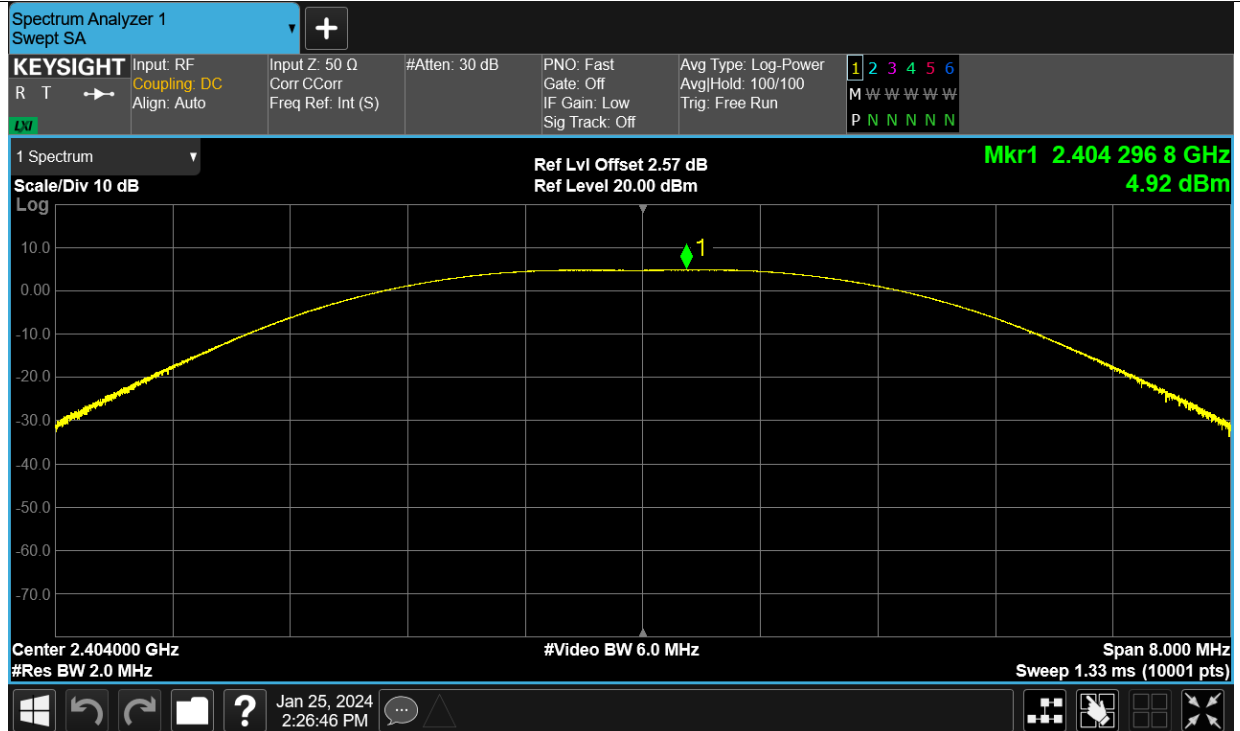 Spectrum Analyzer 1
Swept SA
KEYSIGHT
R T
LXI
Input: RF
Coupling: DC
Align: Auto
Input Z: 50 Ω
Corr CCorr
Freq Ref: Int (S)
#Atten: 30 dB
PNO: Fast
Gate: Off
IF Gain: Low
Sig Track: Off
Avg Type: Log-Power
Avg|Hold: 100/100
Trig: Free Run
1 2 3 4 5 6
M W W W W W
P N N N N N
1 Spectrum
Scale/Div 10 dB
Ref Lvl Offset 2.57 dB
Ref Level 20.00 dBm
Mkr1 2.404 296 8 GHz
4.92 dBm
Log
10.0
0.00
-10.0
-20.0
-30.0
-40.0
-50.0
-60.0
-70.0
1
Center 2.404000 GHz
#Res BW 2.0 MHz
#Video BW 6.0 MHz
Span 8.000 MHz
Sweep 1.33 ms (10001 pts)
?
Jan 25, 2024
2:26:46 PM